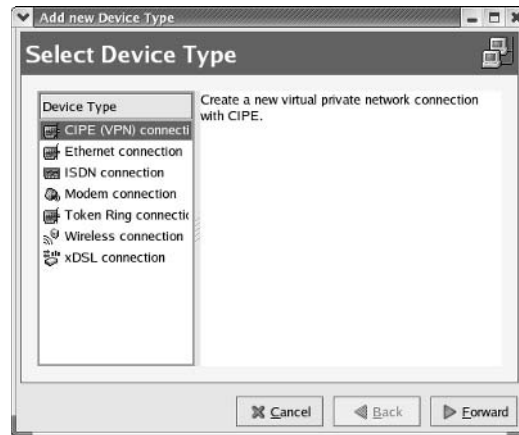 Add new Device Type
Select Device Type
Device Type
CIPE (VPN) connecti
Ethernet connection
ISDN connection
Modem connection
Token Ring connectic
Wireless connection
xDSL connection
Create a new virtual private network connection
with CIPE.
Cancel
Back
Forward